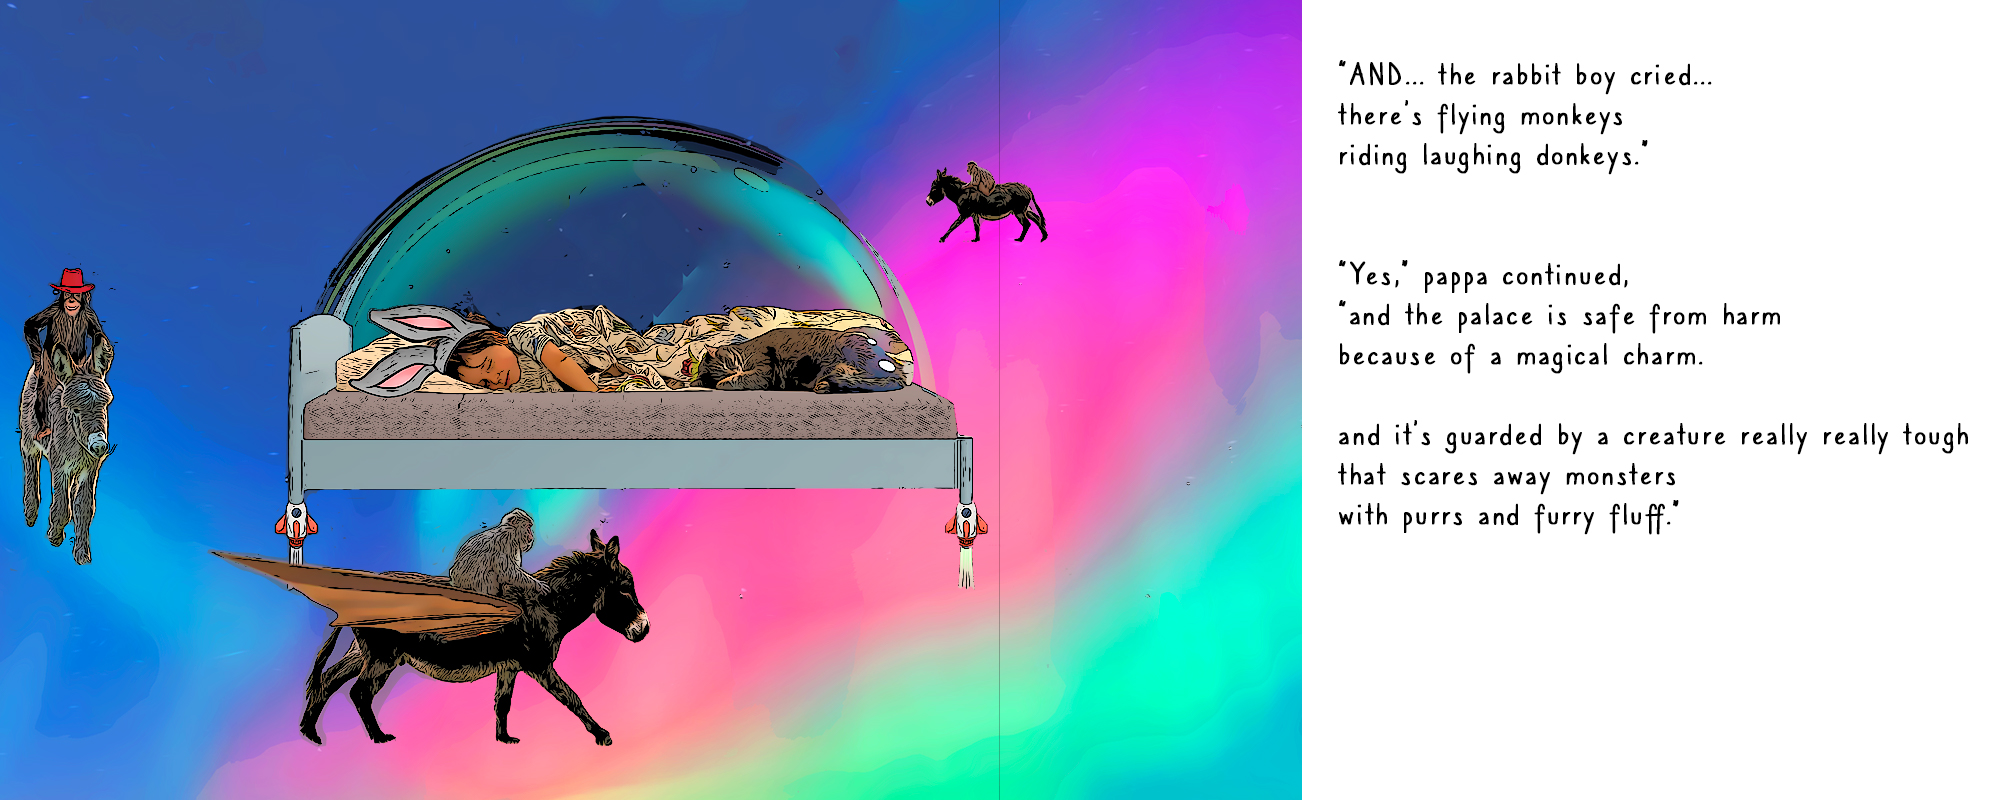 "AND... the rabbit boy cried...
there's flying monkeys
riding laughing donkeys."
"Yes," pappa continued,
"and the palace is safe from harm
because of a magical charm.
and it's guarded by a creature really really tough
that scares away monsters
with purrs and furry fluff."